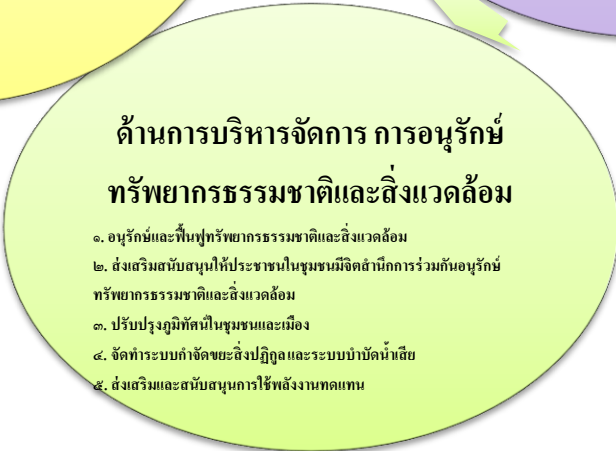 ด้านการบริหารจัดการ การอนุรักษ์
ทรัพยากรธรรมชาติและสิ่งแวดล้อม
๑. อนุรักษ์และฟื้นฟูทรัพยากรธรรมชาติและสิ่งแวดล้อม
๒. ส่งเสริมสนับสนุนให้ประชาชนในชุมชนมีจิตสำนึกการร่วมกันอนุรักษ์
ทรัพยากรธรรมชาติและสิ่งแวดล้อม
๓. ปรับปรุงภูมิทัศน์ในชุมชนและเมือง
๔. จัดทำระบบกำจัดขยะสิ่งปฏิกูลและระบบบำบัดน้ำเสีย
๕. ส่งเสริมและสนับสนุนการใช้พลังงานทดแทน